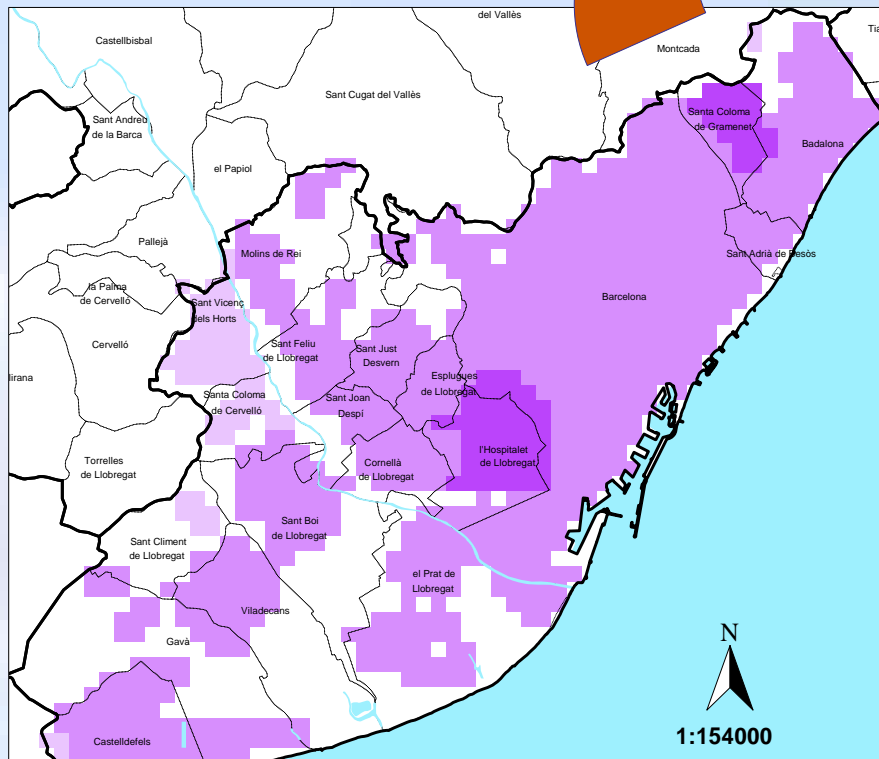 del Vallès
Castellbisbal
Montcada
Tia
Sant Cugat del Vallès
Sant Andreu
de la Barca
Santa Coloma
de Gramenet
Badalona
el Papiol
Pallejà
Molins de Rei
Sant Adrià de Besòs
la Palma
de Cervelló
Sant Vicenç
dels Horts
Barcelona
Cervelló
Sant Feliu
de Llobregat
Sant Just
Desvern
lirana
Esplugues
de Llobregat
Santa Coloma
de Cervelló
Sant Joan
Despí
Torrelles
de Llobregat
Cornellà
de Llobregat
l'Hospitalet
de Llobregat
Sant Boi
de Llobregat
Sant Climent
de Llobregat
el Prat de
Llobregat
Viladecans
Gavà
N
Castelldefels
1:154000